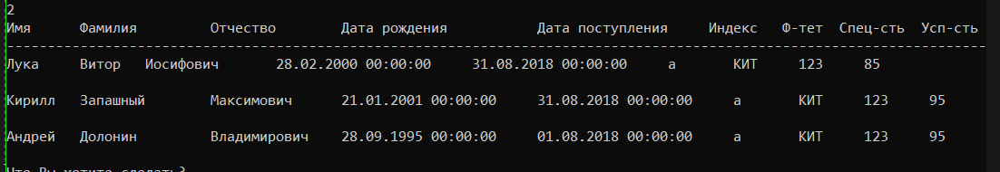 2
Имя Фамилия Отчество Дата рождения Дата поступления Индекс Ф-тет Спец-сть Усп-сть
Лука Витор Иосифович 28.02.2000 00:00:00 31.08.2018 00:00:00 а КИТ 123 85
Кирилл Запашный Максимович 21.01.2001 00:00:00 31.08.2018 00:00:00 а КИТ 123 95
Андрей Долонин Владимирович 28.09.1995 00:00:00 01.08.2018 00:00:00 а КИТ 123 95
Что Вы хотите сделать?